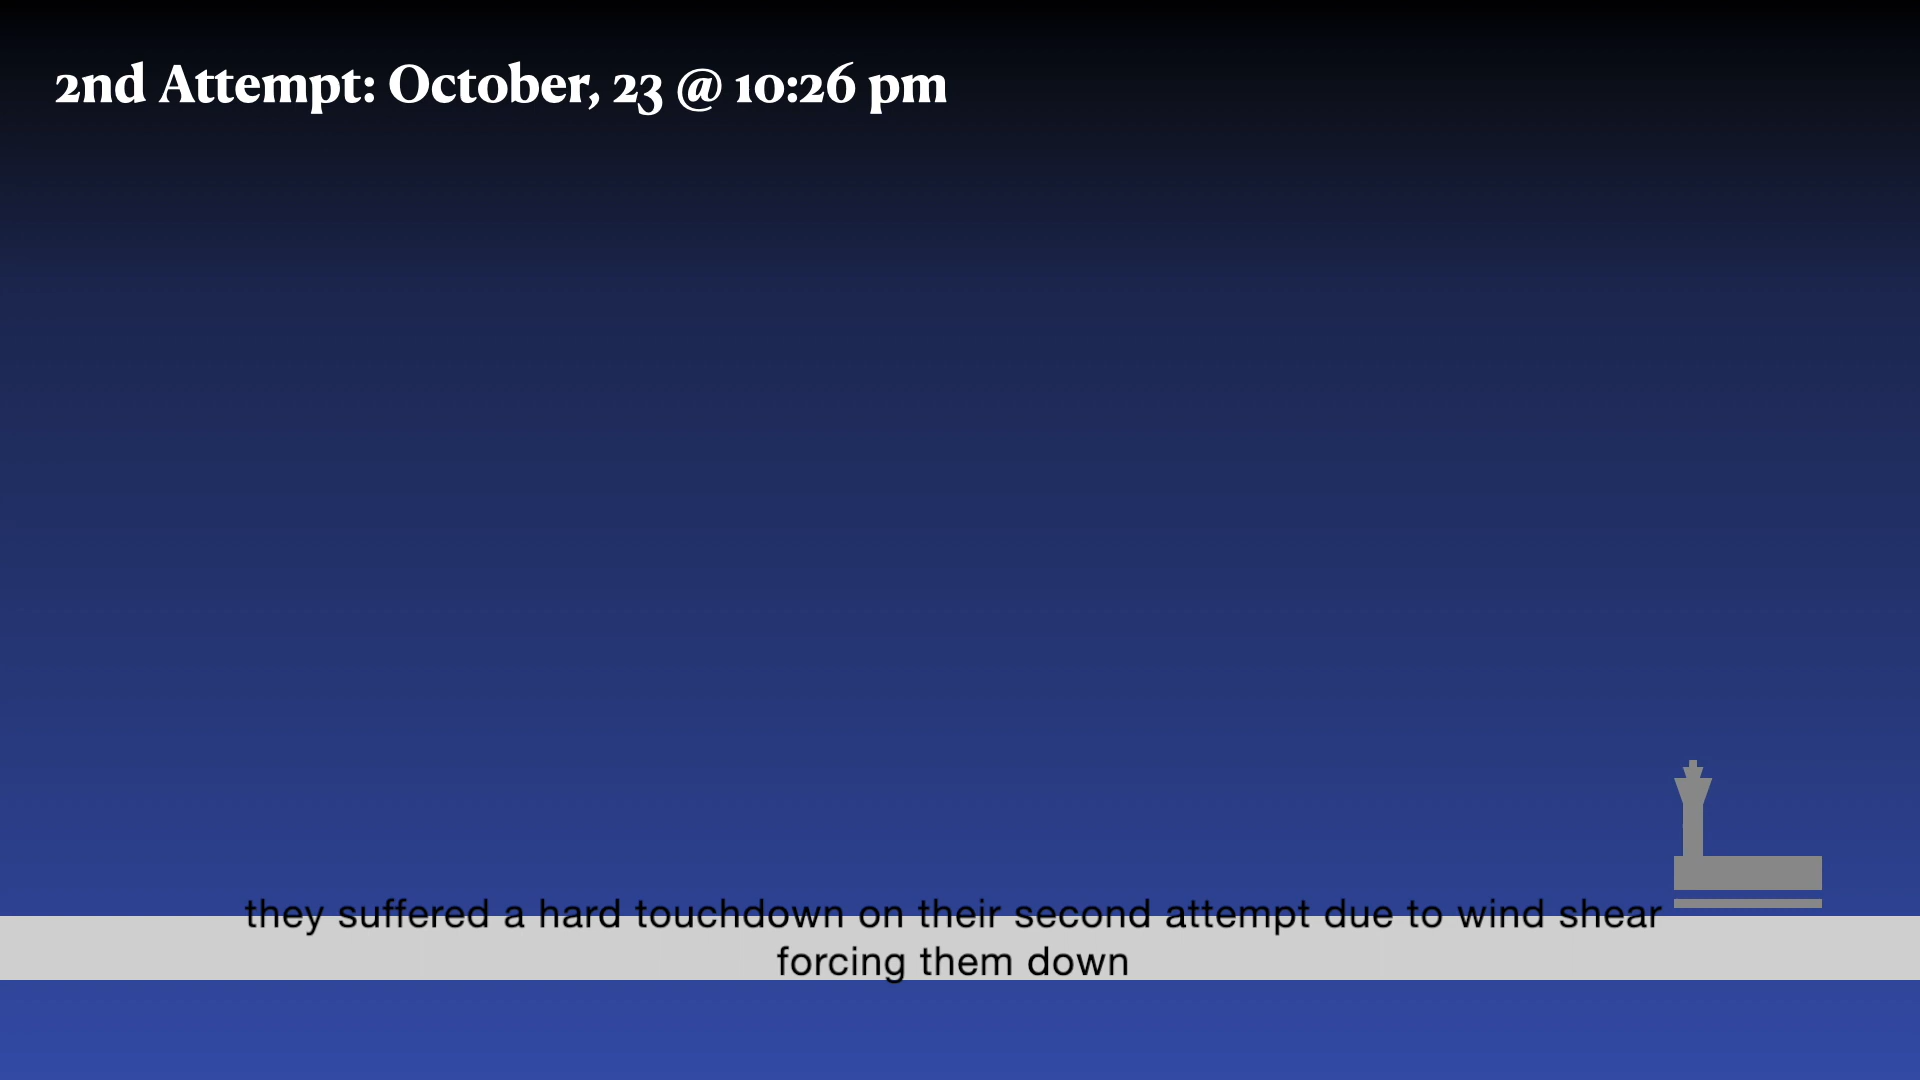 2nd Attempt: October, 23 @ 10:26 pm
they suffered a hard touchdown on their second attempt due to wind shear
forcing them down